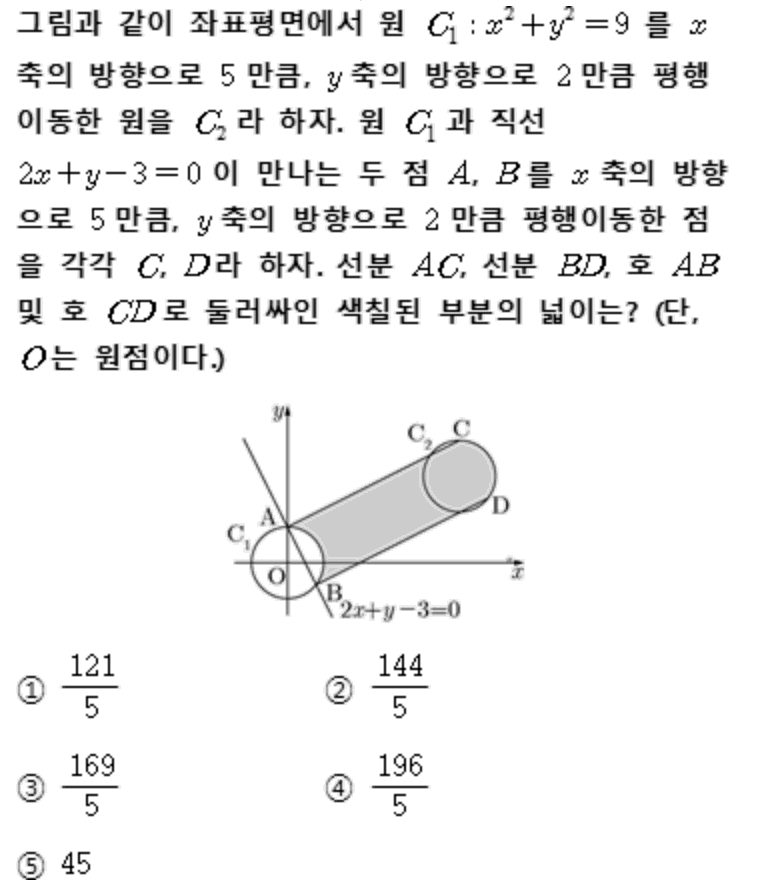 그림과 같이 좌표평면에서 원 C₁ : x²+y²=9 를 x
축의 방향으로 5 만큼, y 축의 방향으로 2 만큼 평행
이동한 원을 C₂ 라 하자. 원 C₁ 과 직선
2x+y-3=0 이 만나는 두 점 A, B를 x 축의 방향
으로 5 만큼, y 축의 방향으로 2 만큼 평행이동한 점
을 각각 C, D라 하자. 선분 AC, 선분 BD, 호 AB
및 호 CD로 둘러싸인 색칠된 부분의 넓이는? (단,
O는 원점이다.)
y
C₂ C
A
D
C₁
O
x
B
2x+y-3=0
① 121/5
② 144/5
③ 169/5
④ 196/5
⑤ 45